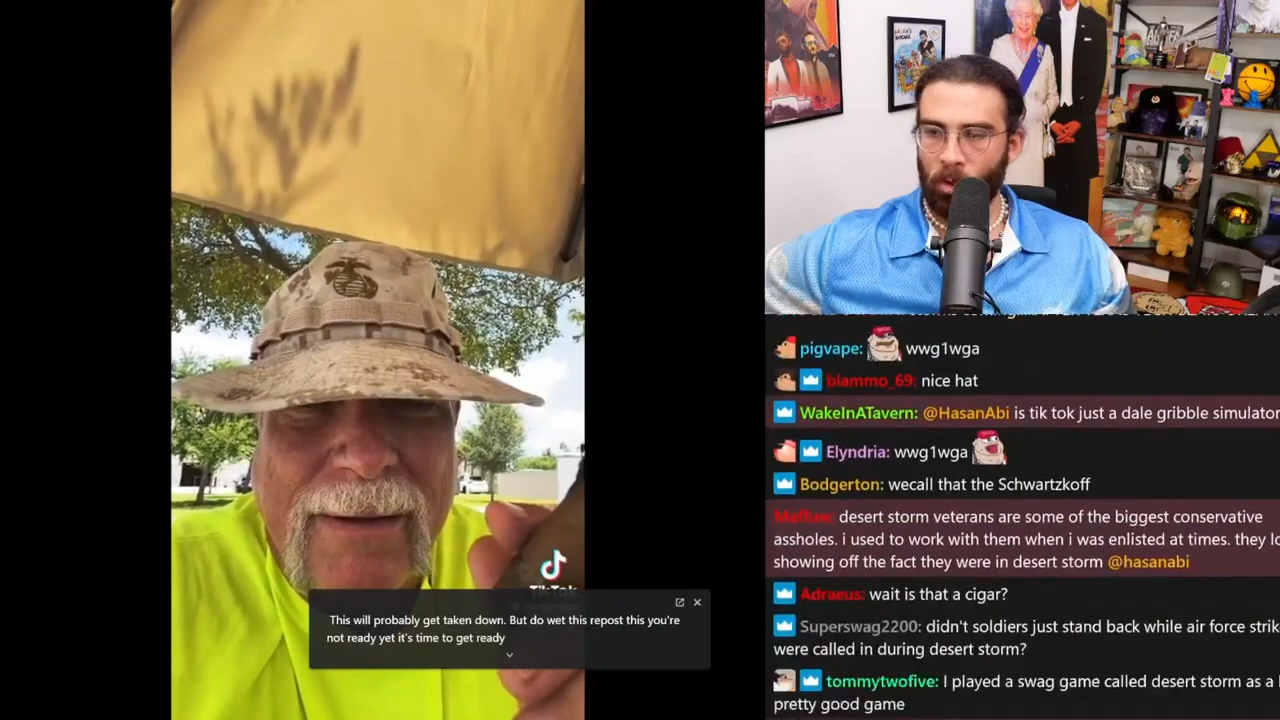 TikTok
This will probably get taken down. But do wet this repost this you're
not ready yet it's time to get ready
pigvape: wwg1wga
blammo_69: nice hat
WakeInATavern: @HasanAbi is tik tok just a dale gribble simulator
Elyndria: wwg1wga
Bodgerton: wecall that the Schwartzkoff
desert storm veterans are some of the biggest conservative
assholes. i used to work with them when i was enlisted at times. they lo
showing off the fact they were in desert storm @hasanabi
Adraeus: wait is that a cigar?
Superswag2200: didn't soldiers just stand back while air force strik
were called in during desert storm?
tommytwofive: I played a swag game called desert storm as a
pretty good game